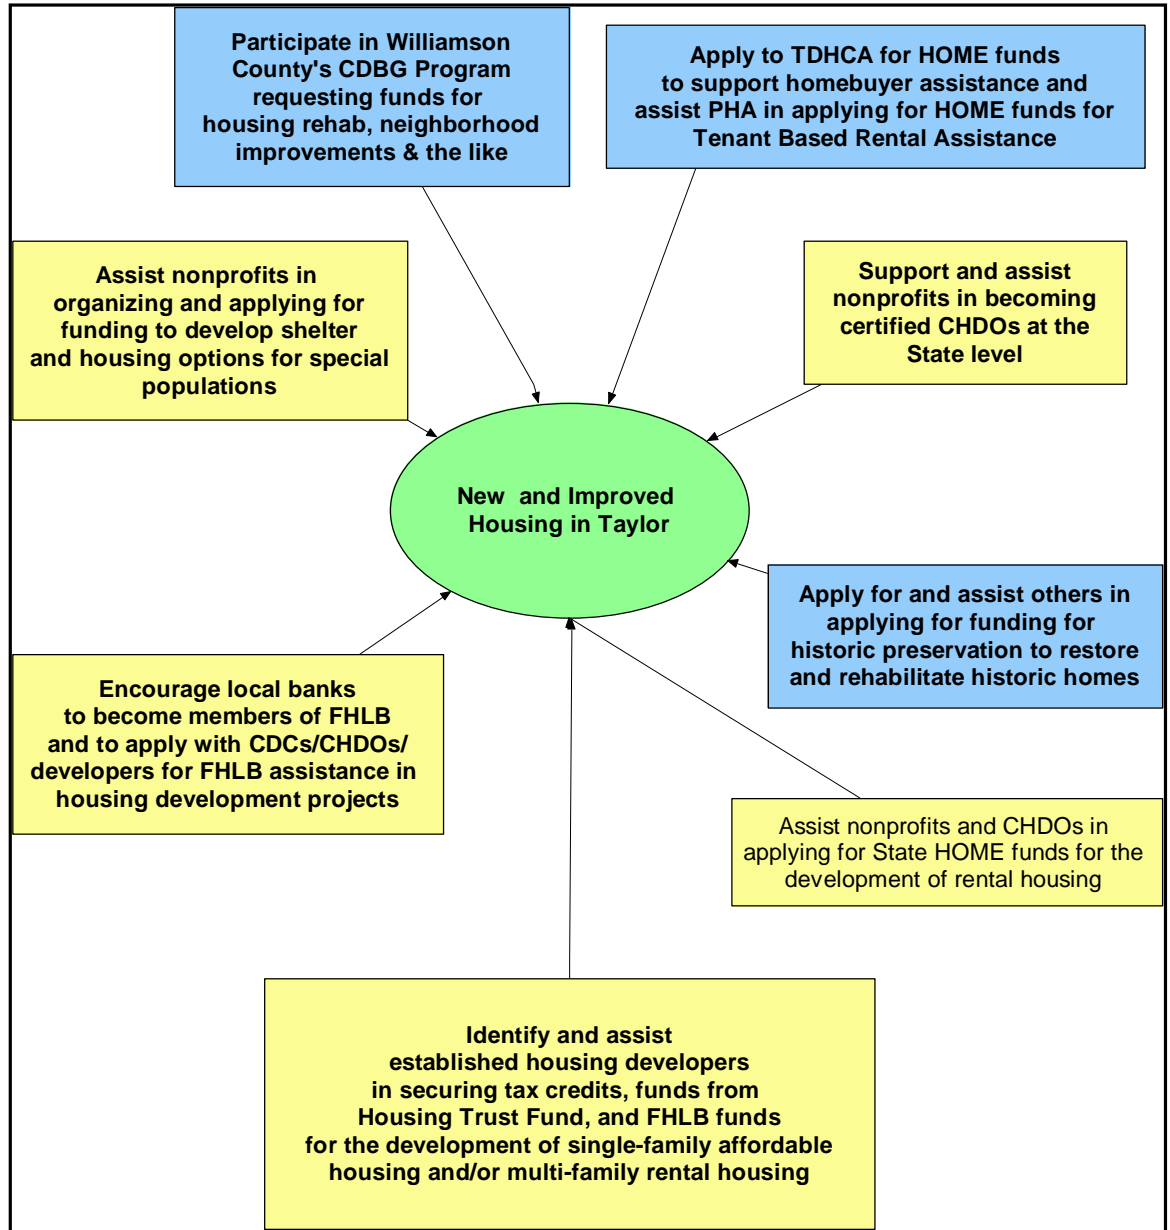 Participate in Williamson
County's CDBG Program
requesting funds for
housing rehab, neighborhood
improvements & the like
Apply to TDHCA for HOME funds
to support homebuyer assistance and
assist PHA in applying for HOME funds for
Tenant Based Rental Assistance
Assist nonprofits in
organizing and applying for
funding to develop shelter
and housing options for special
populations
Support and assist
nonprofits in becoming
certified CHDOs at the
State level
New and Improved
Housing in Taylor
Apply for and assist others in
applying for funding for
historic preservation to restore
and rehabilitate historic homes
Encourage local banks
to become members of FHLB
and to apply with CDCs/CHDOs/
developers for FHLB assistance in
housing development projects
Assist nonprofits and CHDOs in
applying for State HOME funds for the
development of rental housing
Identify and assist
established housing developers
in securing tax credits, funds from
Housing Trust Fund, and FHLB funds
for the development of single-family affordable
housing and/or multi-family rental housing